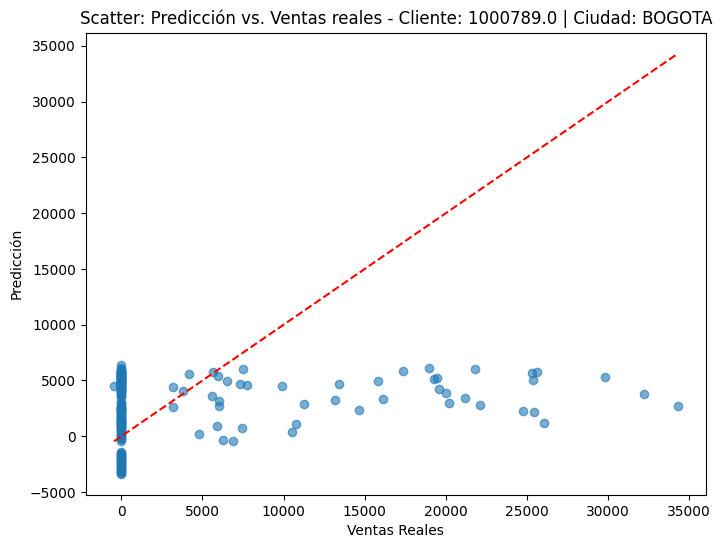 Scatter: Predicción vs. Ventas reales - Cliente: 1000789.0 | Ciudad: BOGOTA
35000
30000
25000
20000
15000
10000
5000
0
−5000
Predicción
0 5000 10000 15000 20000 25000 30000 35000
Ventas Reales